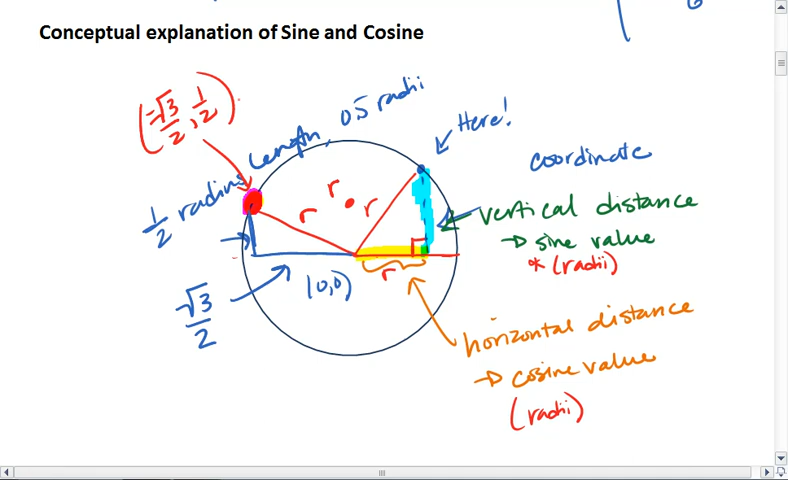 Conceptual explanation of Sine and Cosine
(-√3/2, 1/2)
1/2 radius length, 0.5 radii
Here!
coordinate
r
r
r
vertical distance
→ sine value
* (radii)
r
(0,0)
√3/2
horizontal distance
→ cosine value
(radii)